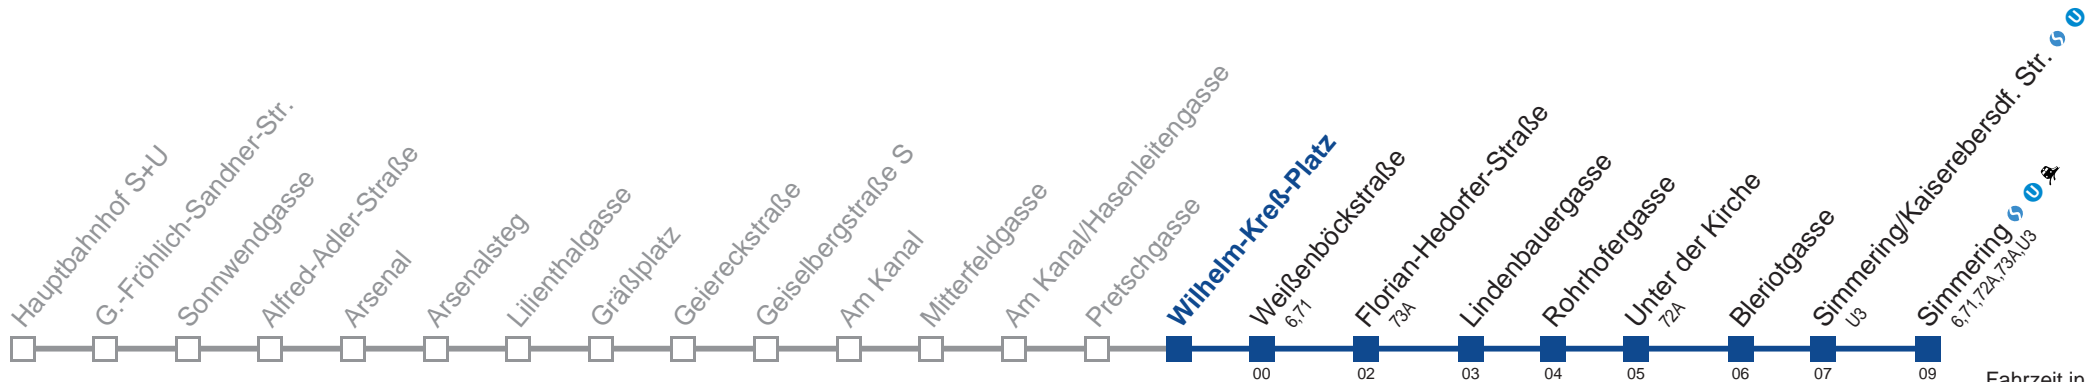 Hauptbahnhof S+U
G.-Fröhlich-Sandner-Str.
Sonnwendgasse
Alfred-Adler-Straße
Arsenal
Arsenalsteg
Lilienthalgasse
Gräßlplatz
Geiereckstraße
Geiselbergstraße S
Am Kanal
Mitterfeldgasse
Am Kanal/Hasenleitengasse
Pretschgasse
Wilhelm-Kreß-Platz
Weißenböckstraße
6,71
Florian-Hedorfer-Straße
73A
Lindenbauergasse
Rohrhofergasse
Unter der Kirche
72A
Bleriotgasse
Simmering/Kaiserebersdf. Str. S U
U3
Simmering S U
6,71,72A,73A,U3
00 02 03 04 05 06 07 09
Fahrzeit in